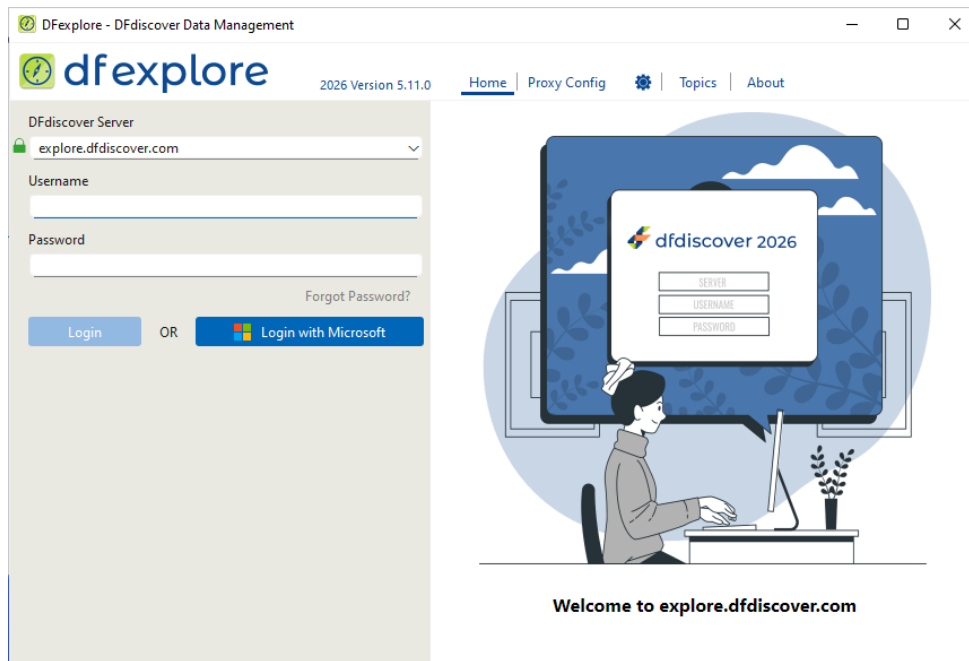 DFexplore - DFdiscover Data Management
dfexplore
2026 Version 5.11.0
Home
Proxy Config
Topics
About
DFdiscover Server
explore.dfdiscover.com
Username
Password
Forgot Password?
Login
OR
Login with Microsoft
dfdiscover 2026
SERVER
USERNAME
PASSWORD
Welcome to explore.dfdiscover.com